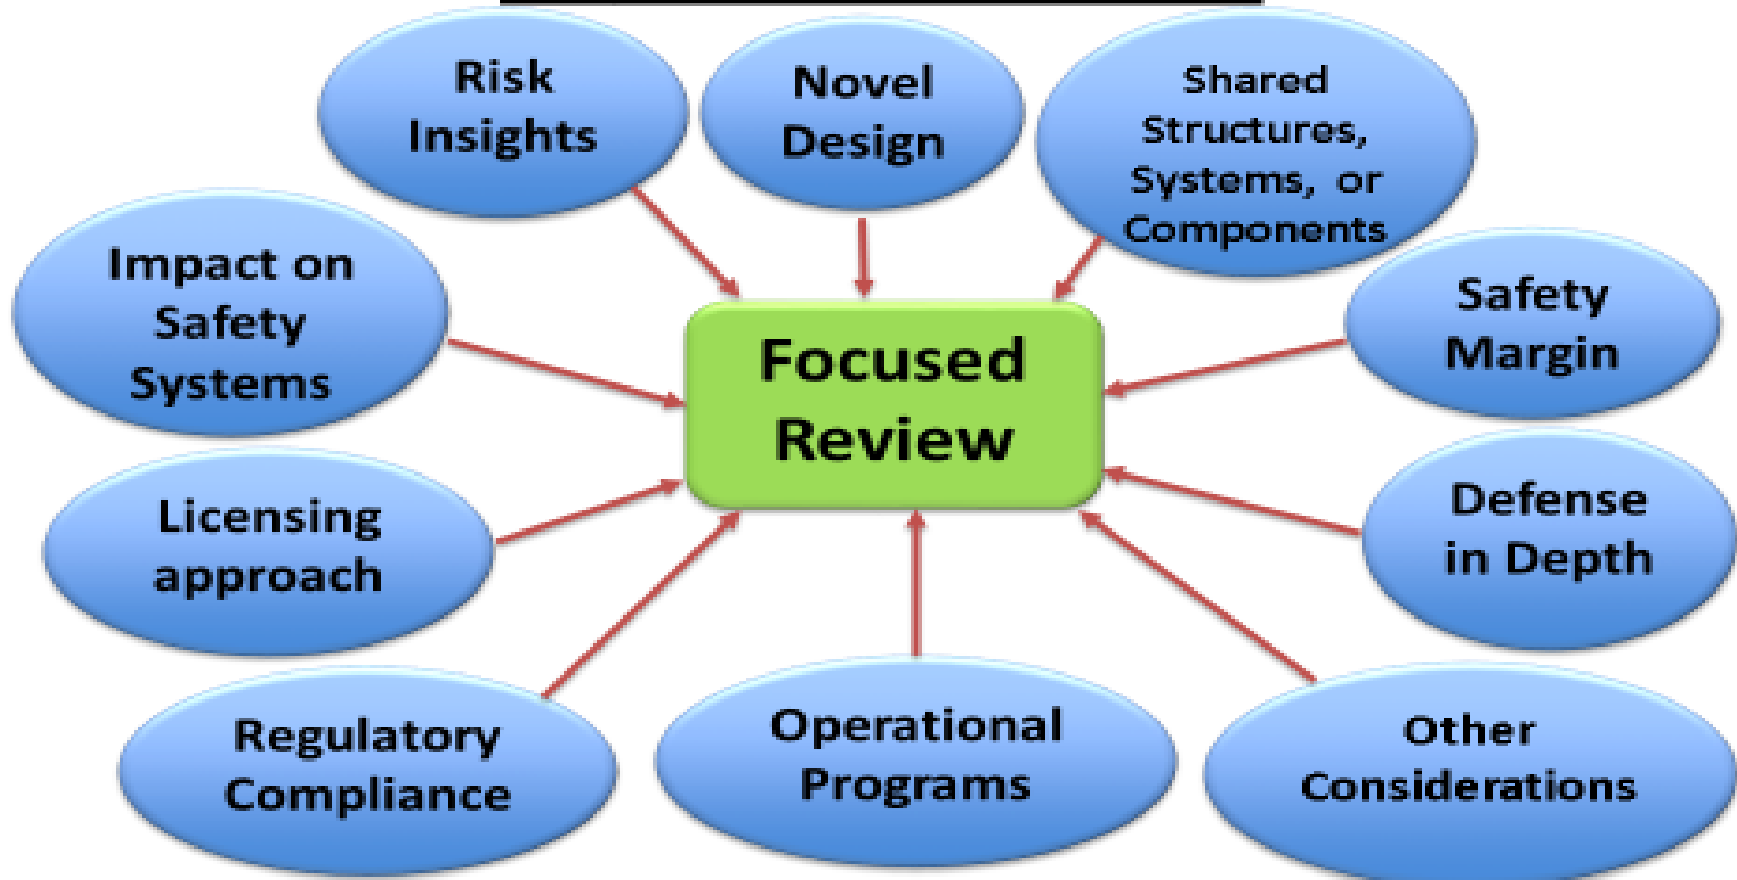 Risk
Insights
Novel
Design
Shared
Structures,
Systems, or
Components
Impact on
Safety
Systems
Safety
Margin
Focused
Review
Licensing
approach
Defense
in Depth
Regulatory
Compliance
Operational
Programs
Other
Considerations